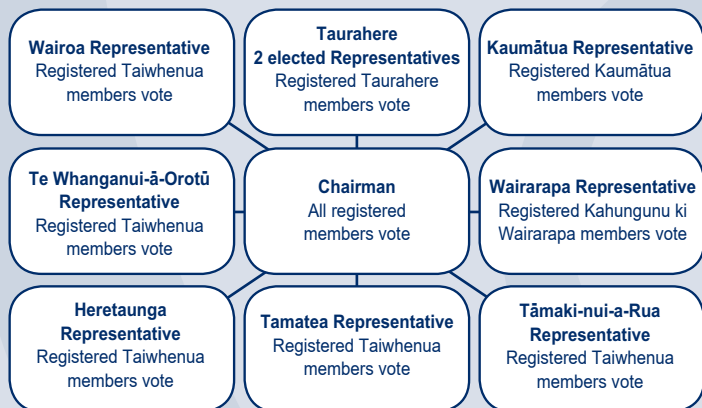 Wairoa Representative
Registered Taiwhenua
members vote
Taurahere
2 elected Representatives
Registered Taurahere
members vote
Kaumātua Representative
Registered Kaumātua
members vote
Te Whanganui-ā-Orotū
Representative
Registered Taiwhenua
members vote
Chairman
All registered
members vote
Wairarapa Representative
Registered Kahungunu ki
Wairarapa members vote
Heretaunga
Representative
Registered Taiwhenua
members vote
Tamatea Representative
Registered Taiwhenua
members vote
Tāmaki-nui-a-Rua
Representative
Registered Taiwhenua
members vote